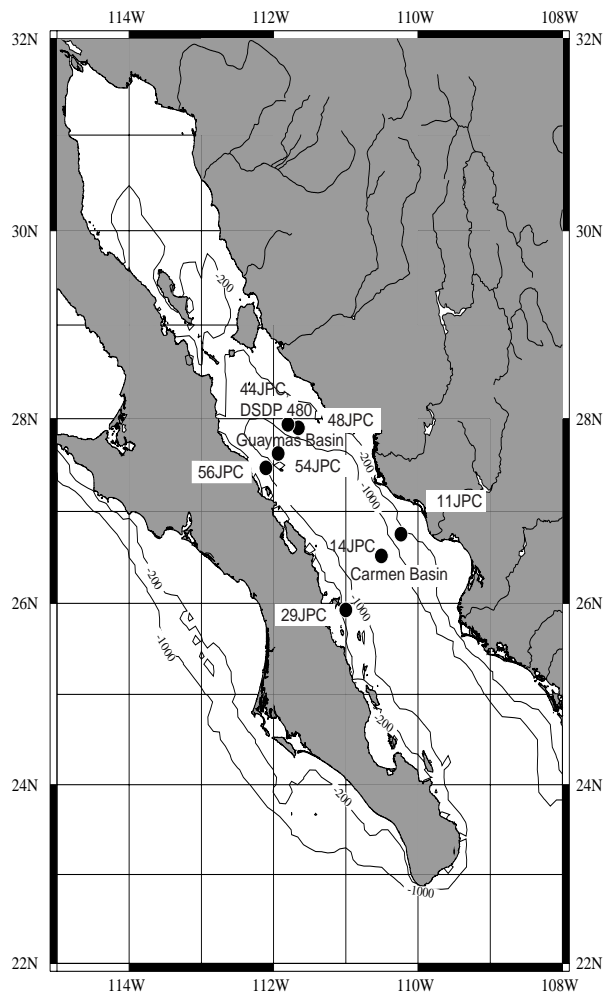 114W 112W 110W 108W
32N 32N
30N 30N
-200
44JPC
DSDP 480 48JPC
28N 28N
Guaymas Basin
-200
56JPC 54JPC
-1000
11JPC
14JPC
-200
Carmen Basin
26N -1000 26N
29JPC
-1000
-200
24N 24N
-200
-1000
22N 22N
114W 112W 110W 108W